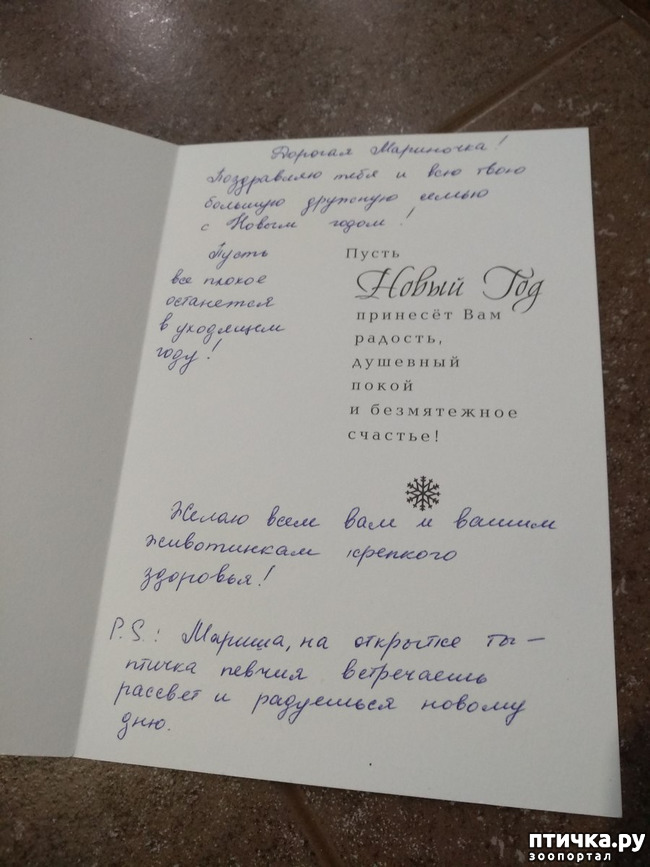 Дорогая Мариночка!
Поздравляю тебя и всю твою
большую дружную семью
с Новым годом!
Пусть
все плохое
останется
в уходящем
году!
Пусть
Новый Год
принесёт Вам
радость,
душевный
покой
и безмятежное
счастье!
Желаю всем вам и вашим
животинкам крепкого
здоровья!
P.S.: Мариша, на открытке ты –
птичка певчия встречаешь
рассвет и радуешься новому
дню.
птичка.ру
зоопортал